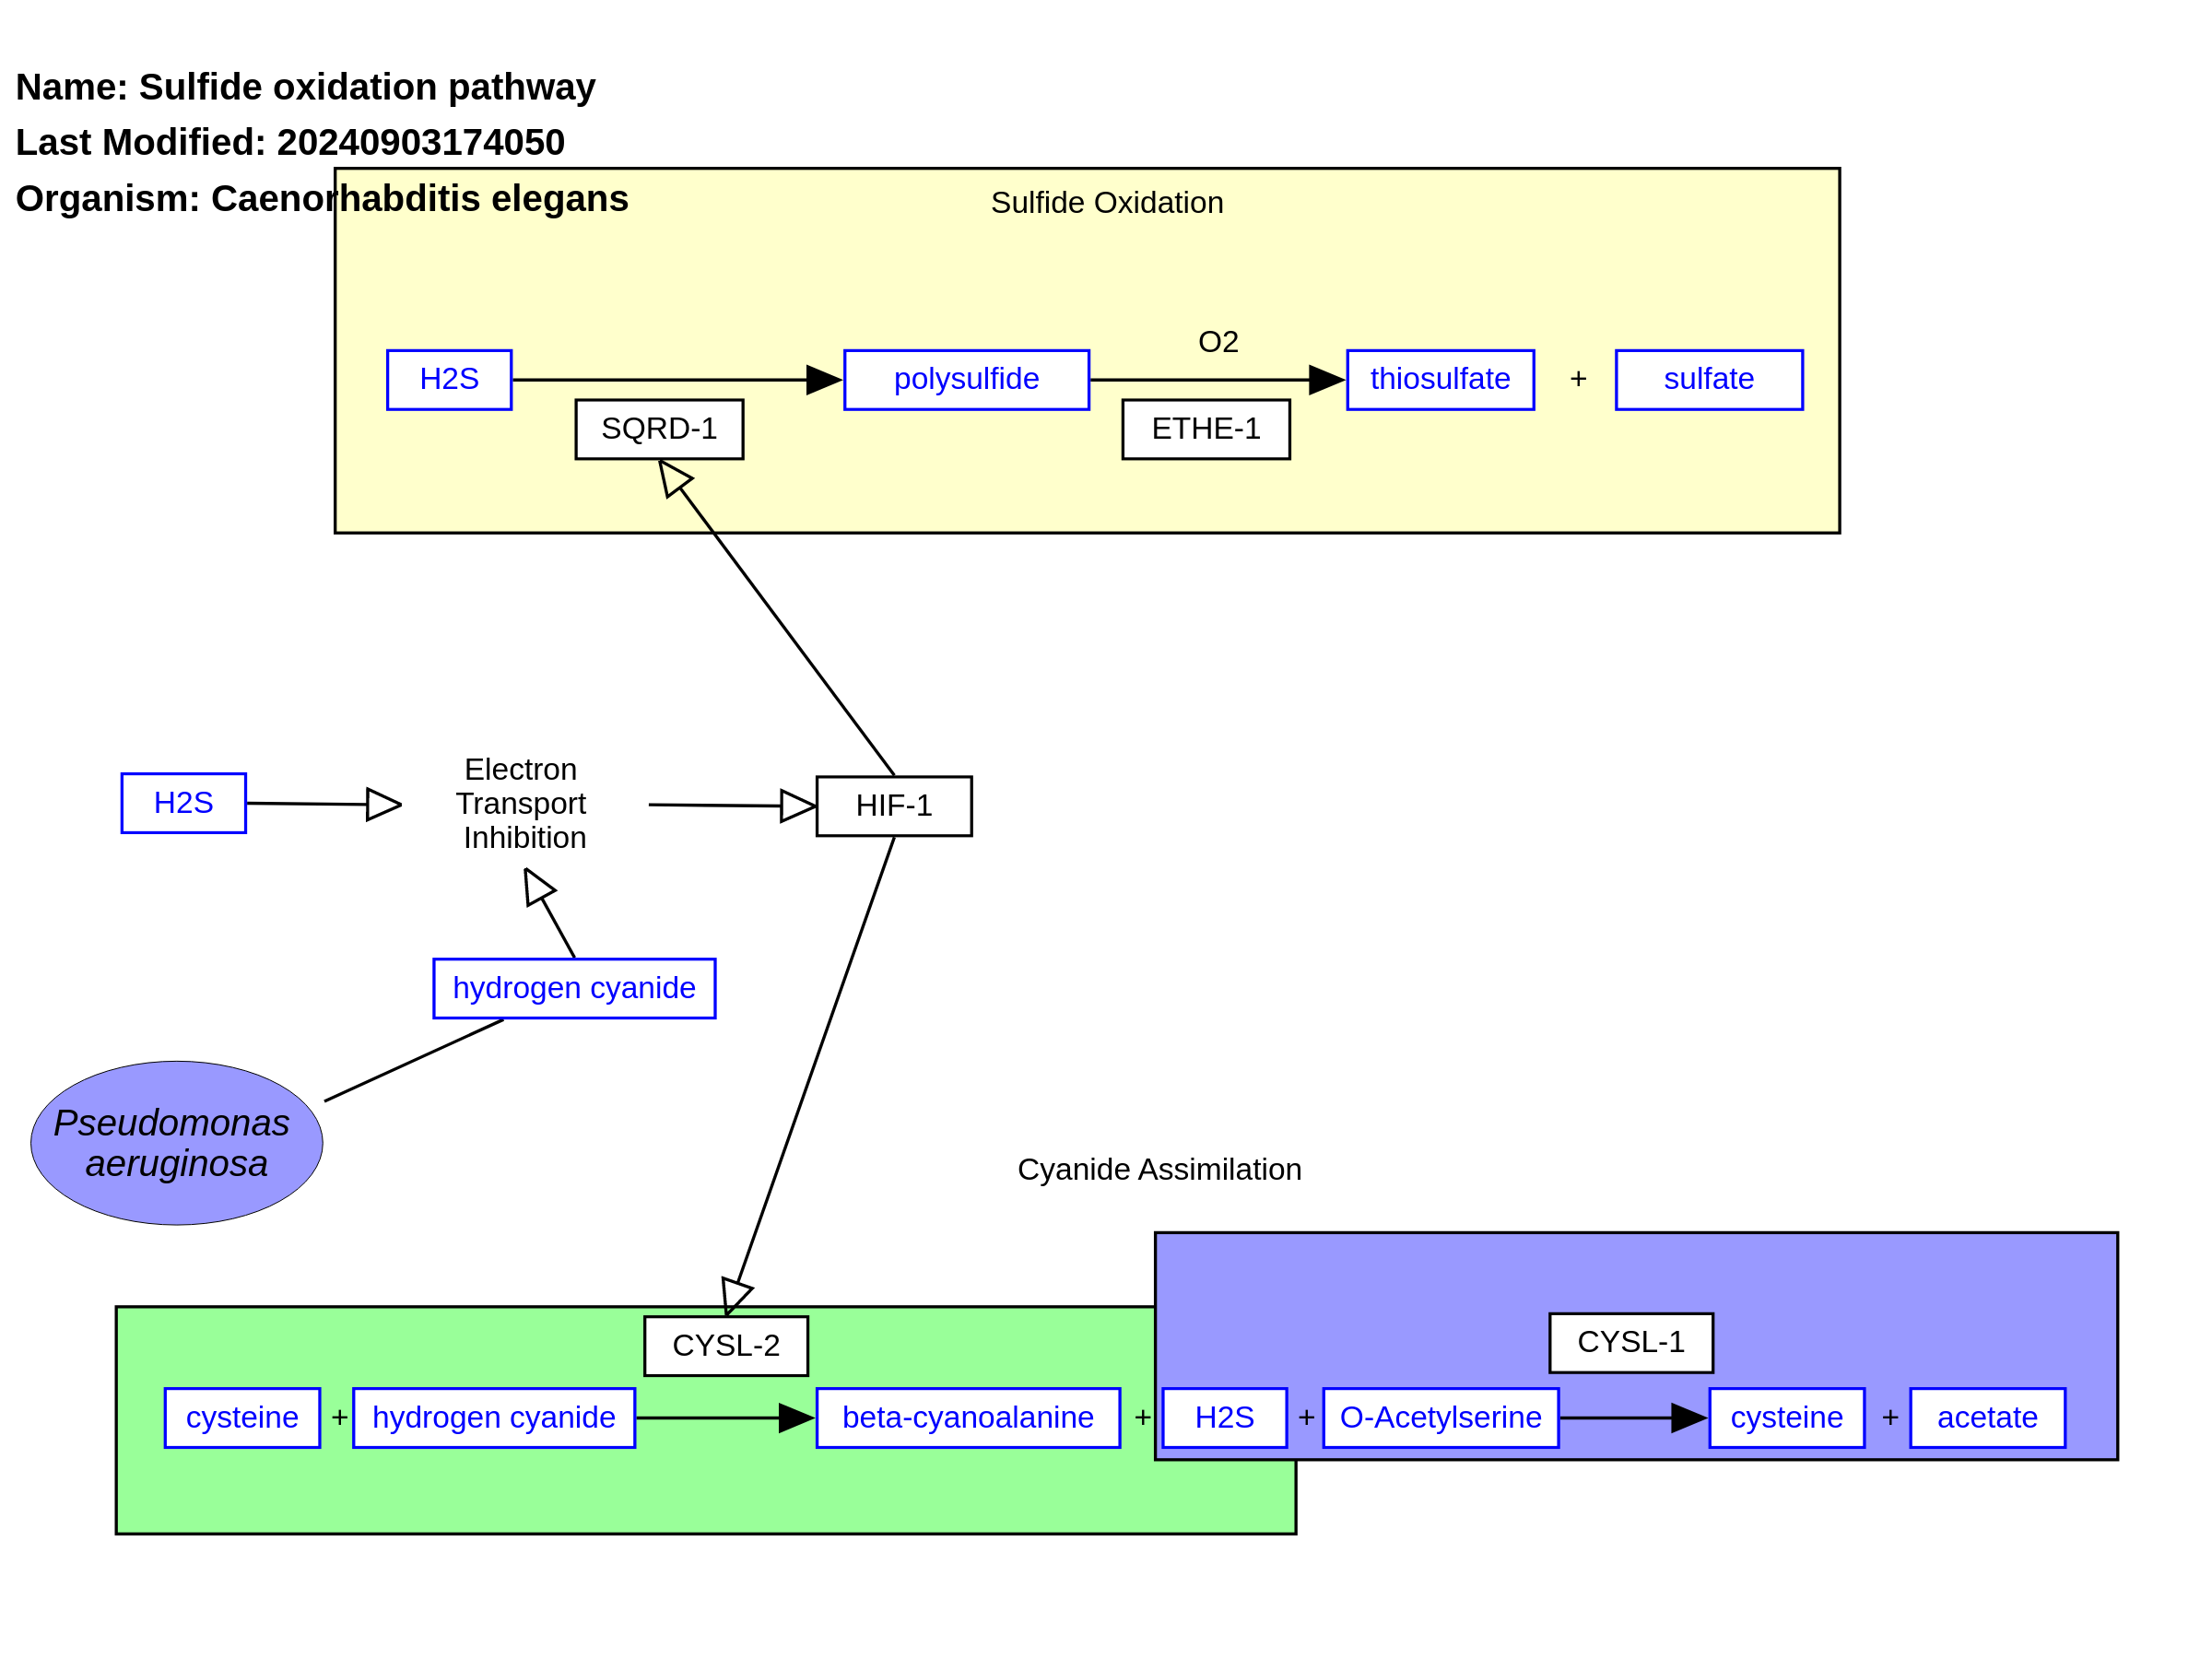 Name: Sulfide oxidation pathway
Last Modified: 20240903174050
Organism: Caenorhabditis elegans
Sulfide Oxidation
O2
H2S
polysulfide
thiosulfate
+
sulfate
SQRD-1
ETHE-1
Electron
Transport
Inhibition
H2S
HIF-1
hydrogen cyanide
Pseudomonas
aeruginosa
Cyanide Assimilation
CYSL-2
CYSL-1
cysteine
+
hydrogen cyanide
beta-cyanoalanine
+
H2S
+
O-Acetylserine
cysteine
+
acetate